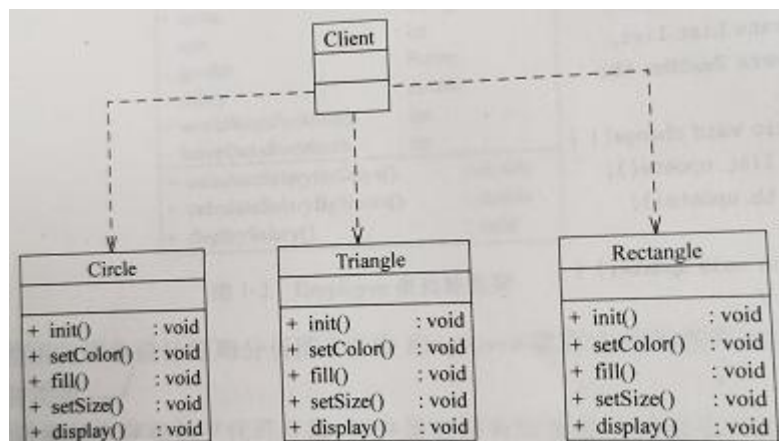 Client
Circle
+ init() : void
+ setColor() : void
+ fill() : void
+ setSize() : void
+ display() : void
Triangle
+ init() : void
+ setColor() : void
+ fill() : void
+ setSize() : void
+ display() : void
Rectangle
+ init() : void
+ setColor() : void
+ fill() : void
+ setSize() : void
+ display() : void